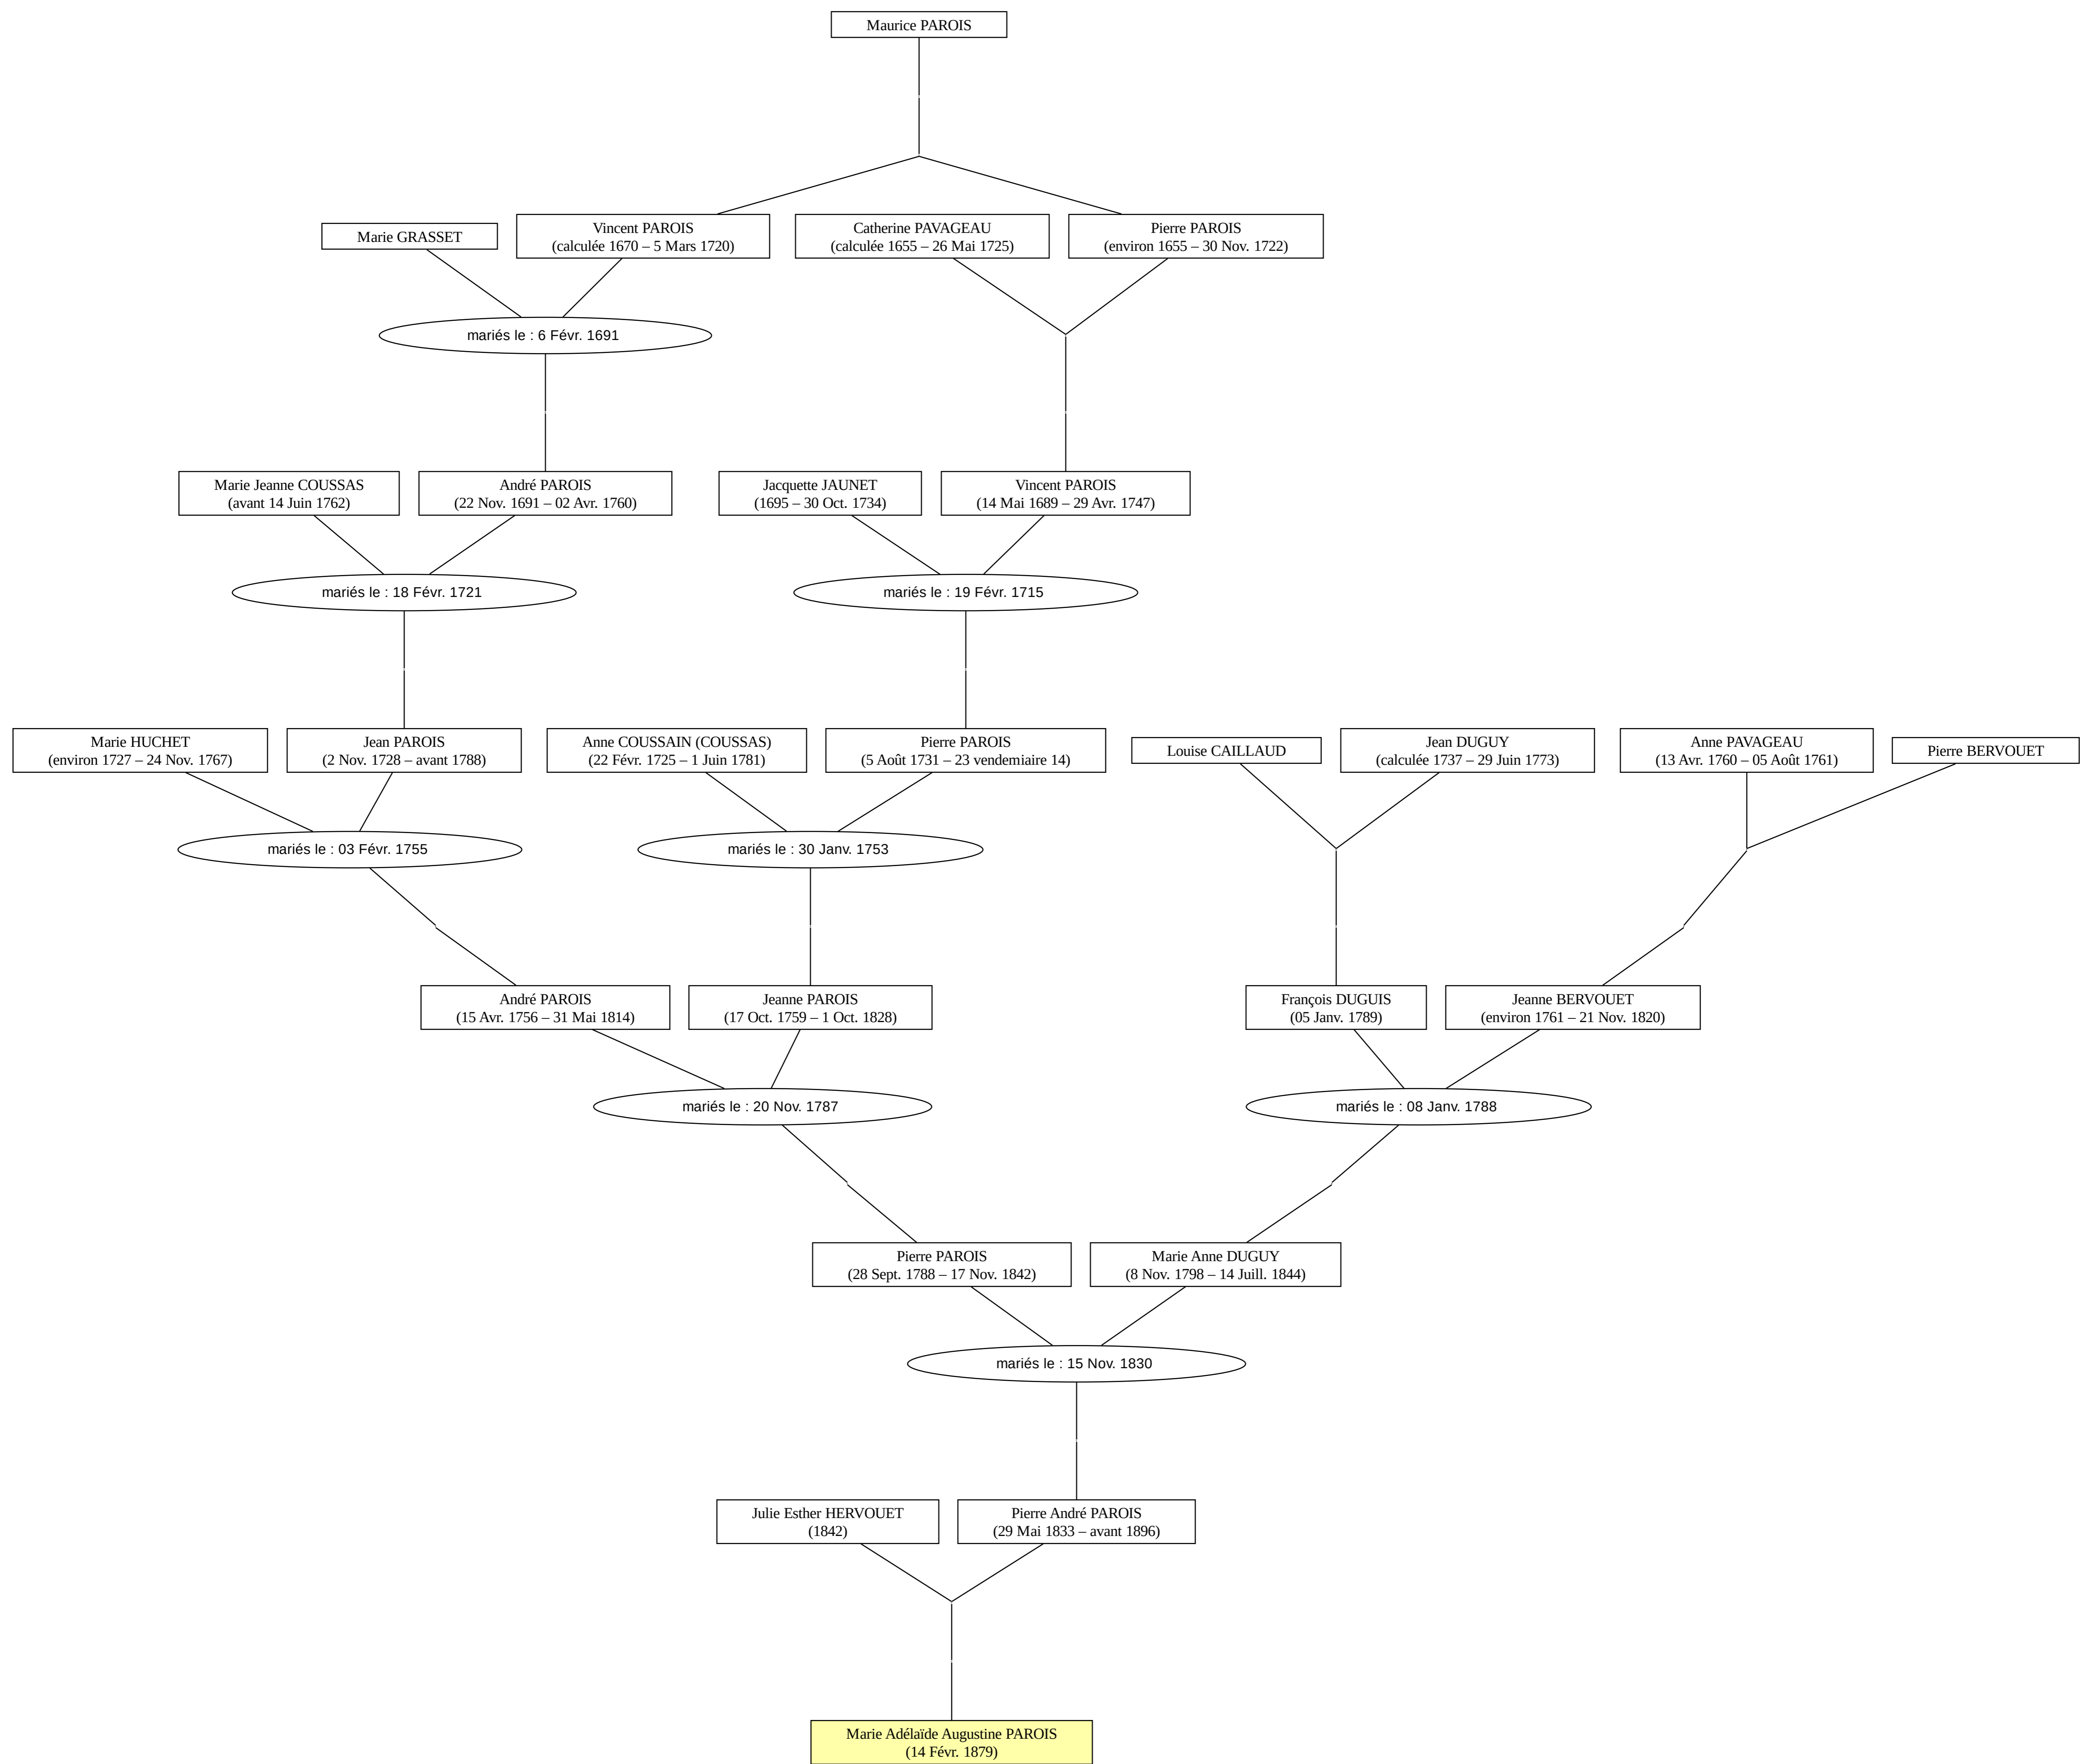 Maurice PAROIS
Marie GRASSET
Vincent PAROIS
(calculée 1670 – 5 Mars 1720)
Catherine PAVAGEAU
(calculée 1655 – 26 Mai 1725)
Pierre PAROIS
(environ 1655 – 30 Nov. 1722)
mariés le : 6 Févr. 1691
Marie Jeanne COUSSAS
(avant 14 Juin 1762)
André PAROIS
(22 Nov. 1691 – 02 Avr. 1760)
Jacquette JAUNET
(1695 – 30 Oct. 1734)
Vincent PAROIS
(14 Mai 1689 – 29 Avr. 1747)
mariés le : 18 Févr. 1721
mariés le : 19 Févr. 1715
Marie HUCHET
(environ 1727 – 24 Nov. 1767)
Jean PAROIS
(2 Nov. 1728 – avant 1788)
Anne COUSSAIN (COUSSAS)
(22 Févr. 1725 – 1 Juin 1781)
Pierre PAROIS
(5 Août 1731 – 23 vendemiaire 14)
Louise CAILLAUD
Jean DUGUY
(calculée 1737 – 29 Juin 1773)
Anne PAVAGEAU
(13 Avr. 1760 – 05 Août 1761)
Pierre BERVOUET
mariés le : 03 Févr. 1755
mariés le : 30 Janv. 1753
André PAROIS
(15 Avr. 1756 – 31 Mai 1814)
Jeanne PAROIS
(17 Oct. 1759 – 1 Oct. 1828)
François DUGUIS
(05 Janv. 1789)
Jeanne BERVOUET
(environ 1761 – 21 Nov. 1820)
mariés le : 20 Nov. 1787
mariés le : 08 Janv. 1788
Pierre PAROIS
(28 Sept. 1788 – 17 Nov. 1842)
Marie Anne DUGUY
(8 Nov. 1798 – 14 Juill. 1844)
mariés le : 15 Nov. 1830
Julie Esther HERVOUET
(1842)
Pierre André PAROIS
(29 Mai 1833 – avant 1896)
Marie Adélaïde Augustine PAROIS
(14 Févr. 1879)